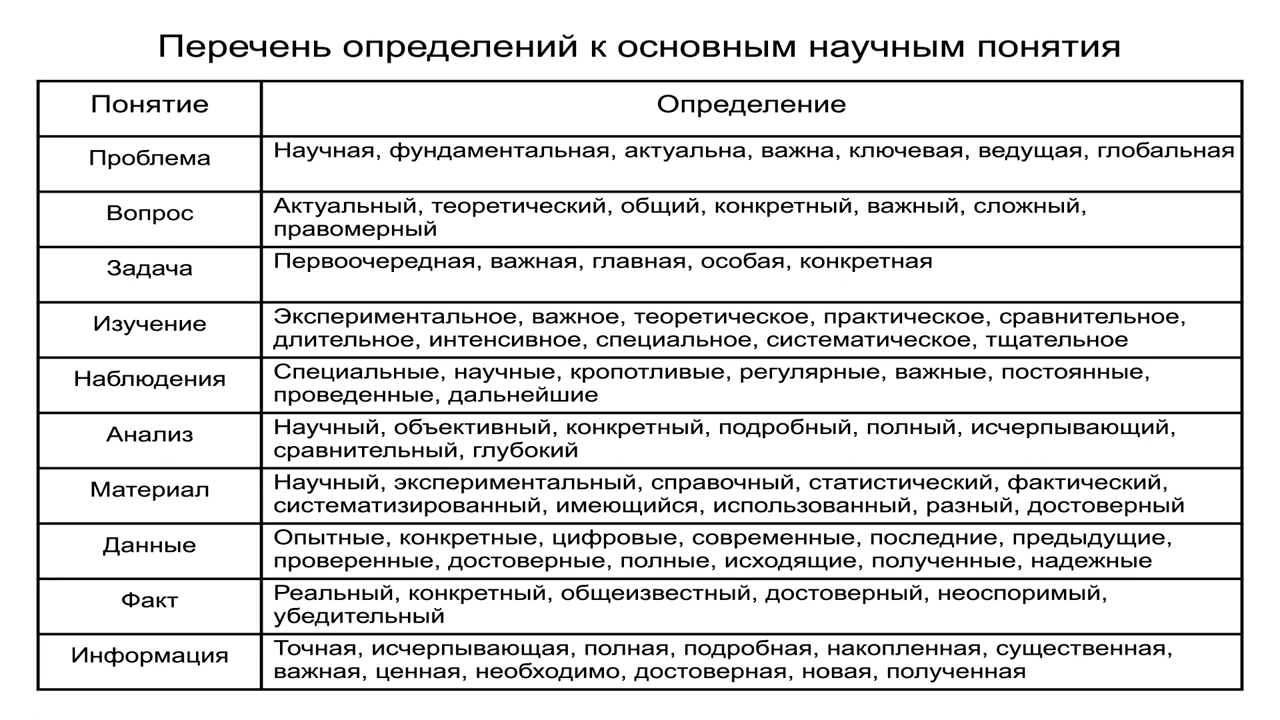 Перечень определений к основным научным понятия
Понятие
Определение
Проблема
Научная, фундаментальная, актуальна, важна, ключевая, ведущая, глобальная
Вопрос
Актуальный, теоретический, общий, конкретный, важный, сложный,
правомерный
Задача
Первоочередная, важная, главная, особая, конкретная
Изучение
Экспериментальное, важное, теоретическое, практическое, сравнительное,
длительное, интенсивное, специальное, систематическое, тщательное
Наблюдения
Специальные, научные, кропотливые, регулярные, важные, постоянные,
проведенные, дальнейшие
Анализ
Научный, объективный, конкретный, подробный, полный, исчерпывающий,
сравнительный, глубокий
Материал
Научный, экспериментальный, справочный, статистический, фактический,
систематизированный, имеющийся, использованный, разный, достоверный
Данные
Опытные, конкретные, цифровые, современные, последние, предыдущие,
проверенные, достоверные, полные, исходящие, полученные, надежные
Факт
Реальный, конкретный, общеизвестный, достоверный, неоспоримый,
убедительный
Информация
Точная, исчерпывающая, полная, подробная, накопленная, существенная,
важная, ценная, необходимо, достоверная, новая, полученная